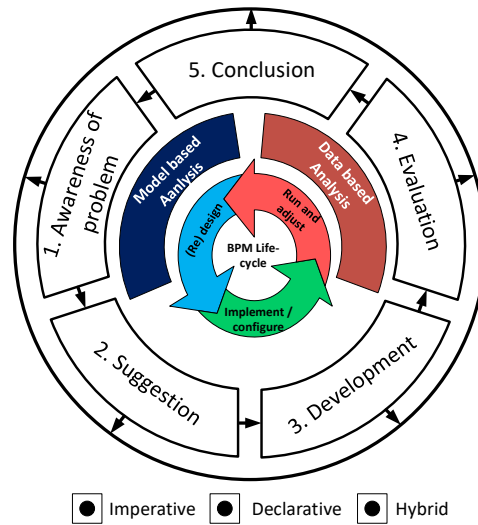 5. Conclusion
1. Awareness of
problem
4. Evaluation
Model based
Aanlysis
Data based
Analysis
(Re) design
Run and
adjust
BPM Life-
cycle
Implement /
configure
2. Suggestion
3. Development
Imperative
Declarative
Hybrid